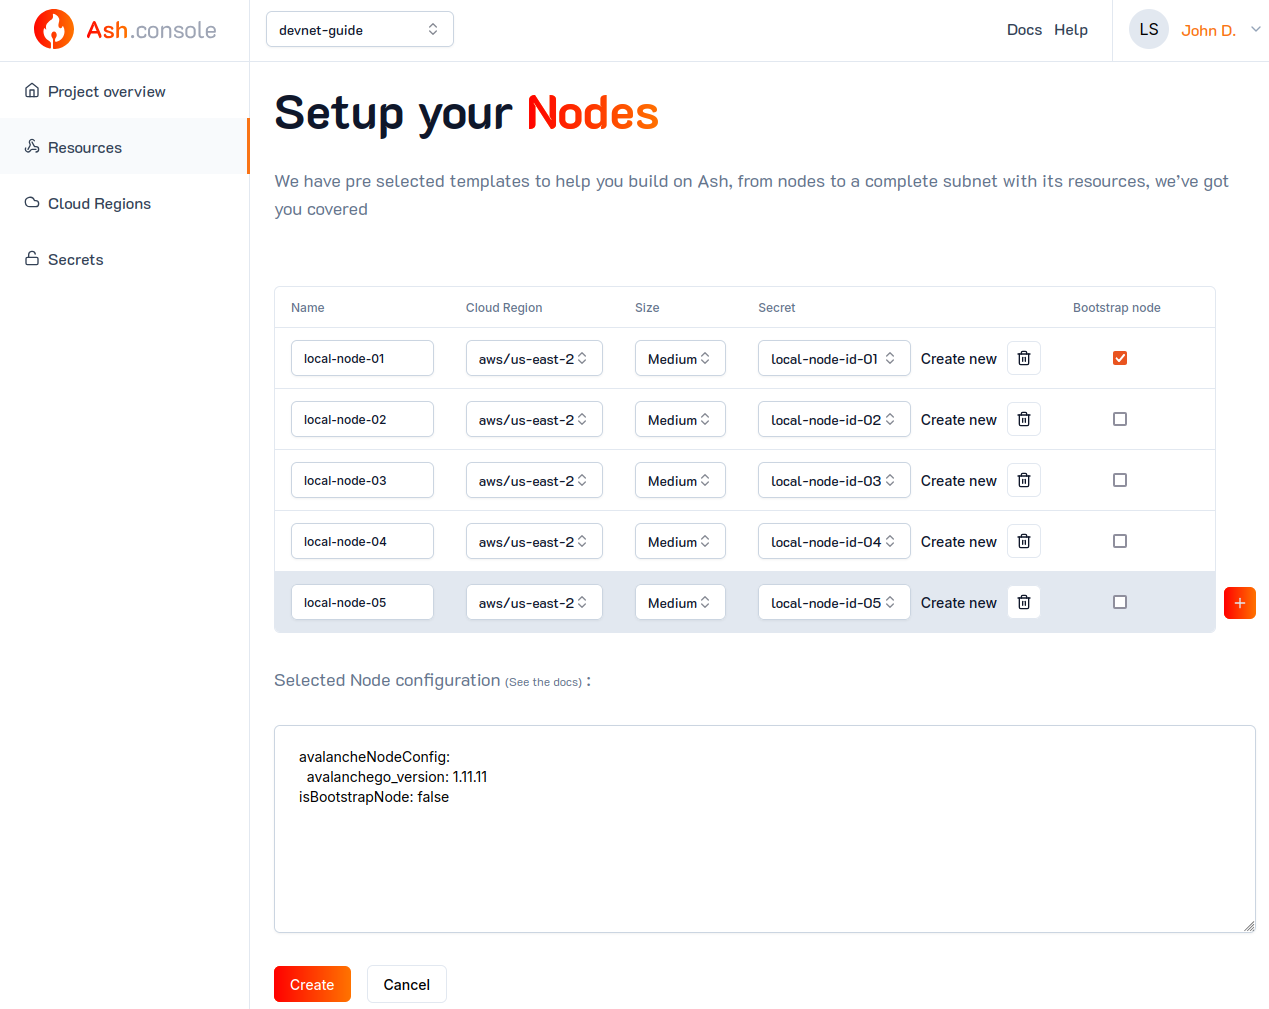 Ash.console
devnet-guide
Docs Help
LS
John D.
Project overview
Resources
Cloud Regions
Secrets
Setup your Nodes
We have pre selected templates to help you build on Ash, from nodes to a complete subnet with its resources, we've got
you covered
Name Cloud Region Size Secret Bootstrap node
local-node-01 aws/us-east-2 Medium local-node-id-01 Create new
local-node-02 aws/us-east-2 Medium local-node-id-02 Create new
local-node-03 aws/us-east-2 Medium local-node-id-03 Create new
local-node-04 aws/us-east-2 Medium local-node-id-04 Create new
local-node-05 aws/us-east-2 Medium local-node-id-05 Create new
+
Selected Node configuration (See the docs) :
avalancheNodeConfig:
avalanchego_version: 1.11.11
isBootstrapNode: false
Create Cancel